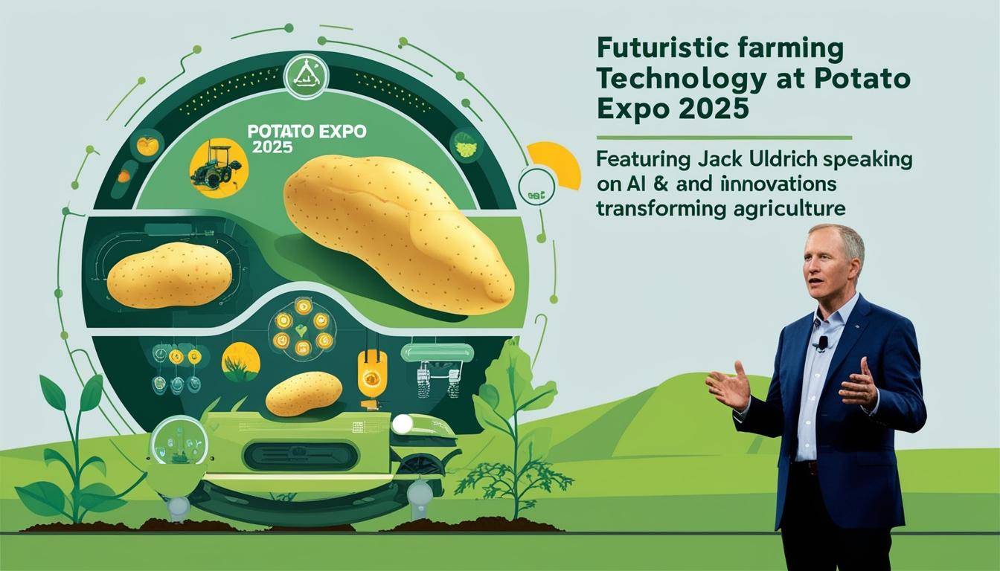 POTATO EXPO
2025
Futuristic farming
Technology at Potato
Expo 2025
Featuring Jack Uldrich speaking
on AI & and iinnovations
transforming agriculture